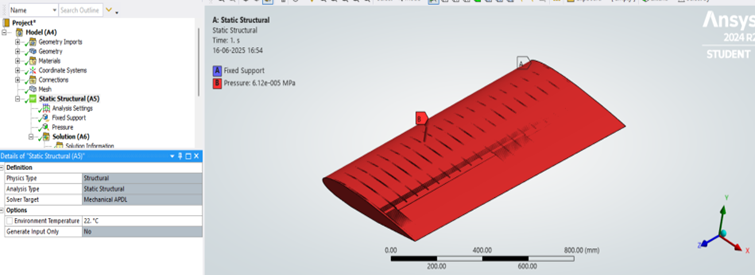 Name
Search Outline
Project*
Model (A4)
Geometry Imports
Geometry
Materials
Coordinate Systems
Connections
Mesh
Static Structural (A5)
Analysis Settings
Fixed Support
Pressure
Solution (A6)
Solution Information
Details of "Static Structural (A5)"
Definition
Physics Type Structural
Analysis Type Static Structural
Solver Target Mechanical APDL
Options
Environment Temperature 22. °C
Generate Input Only No
A: Static Structural
Static Structural
Time: 1. s
16-06-2025 16:54
A Fixed Support
B Pressure: 6.12e-005 MPa
A
B
Ansys
2024 R2
STUDENT
0.00 400.00 800.00 (mm)
200.00 600.00
Y
Z
X